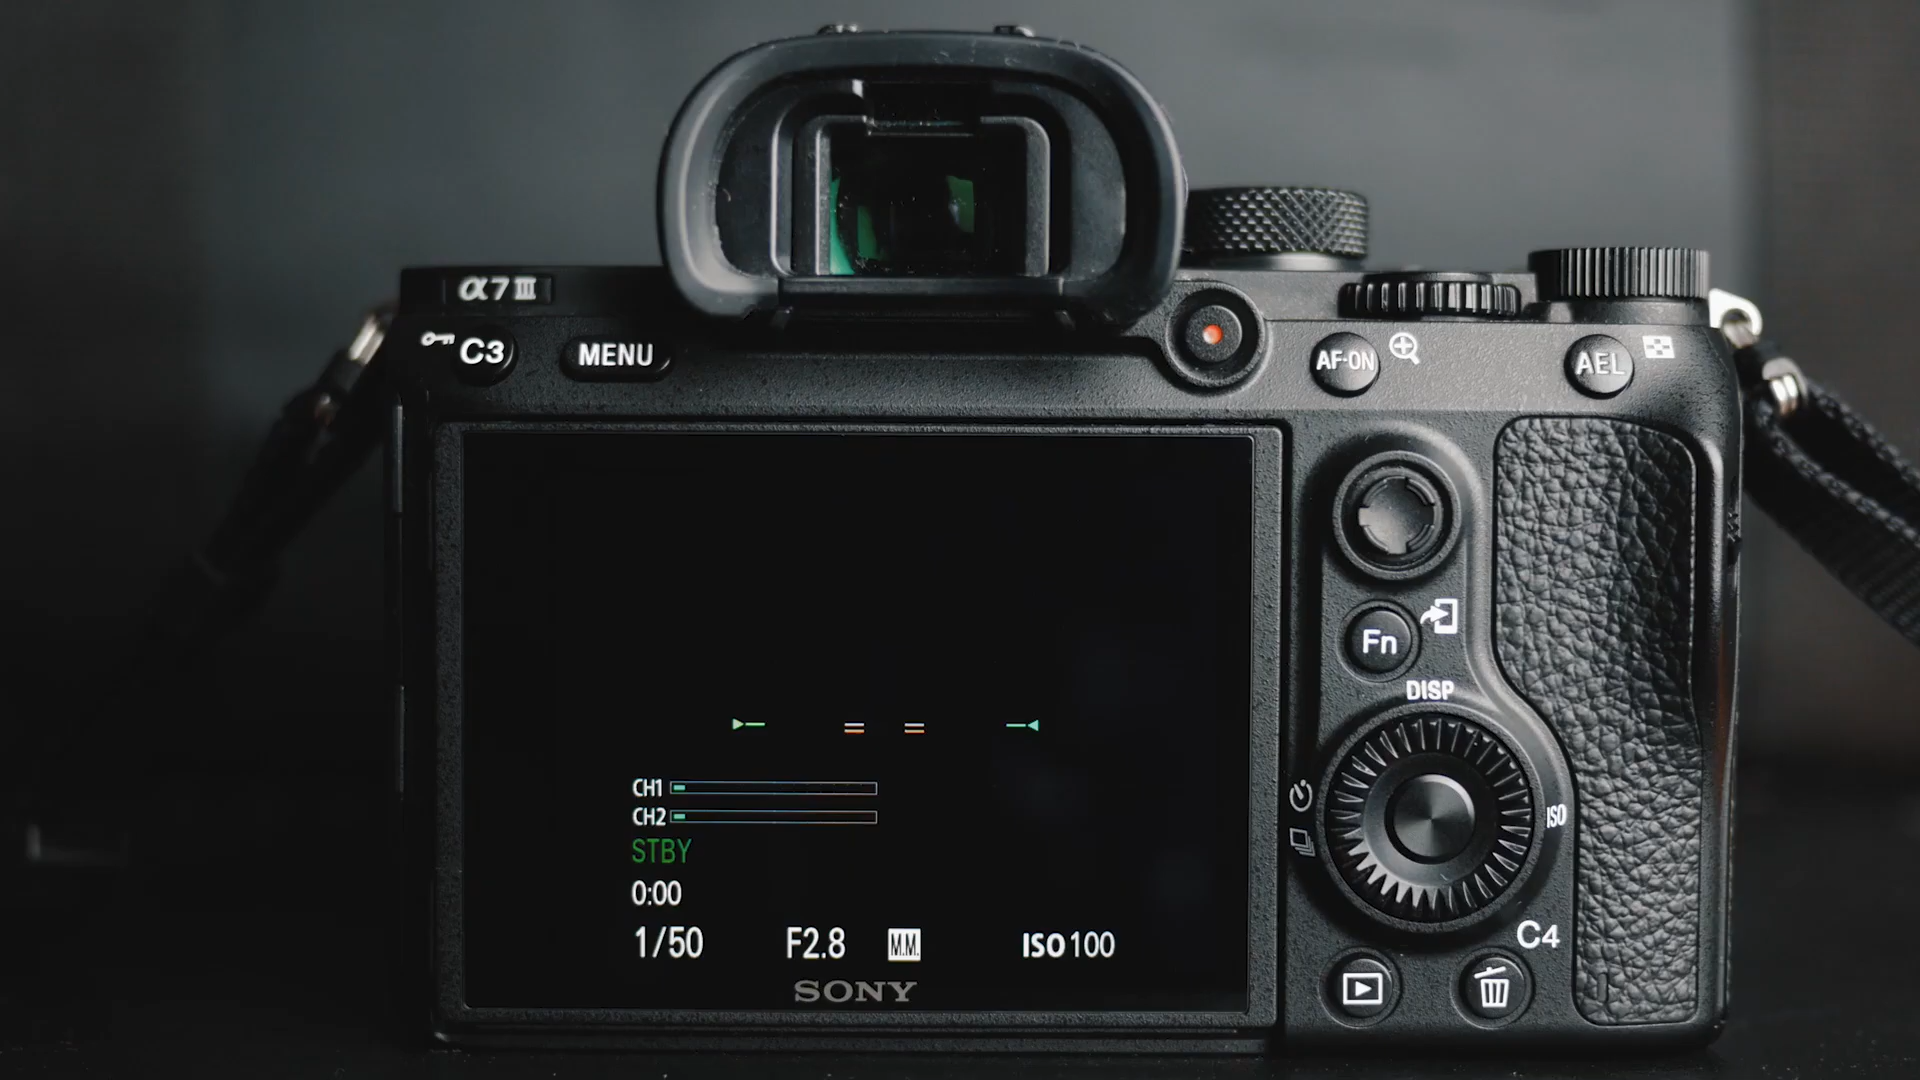 α7III
C3
MENU
AF-ON
AEL
Fn
DISP
ISO
CH1
CH2
STBY
0:00
1/50 F2.8 M.M. ISO100
C4
SONY